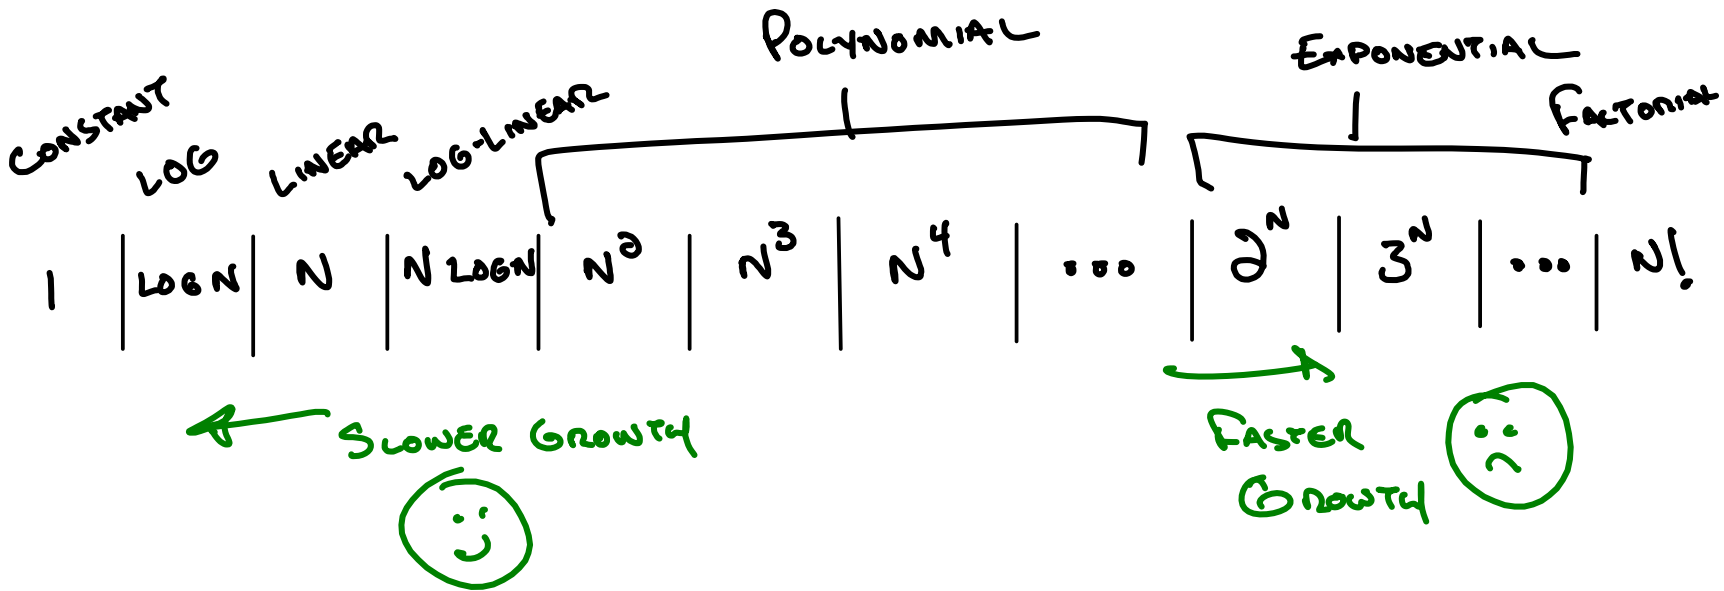 POLYNOMIAL
EXPONENTIAL
CONSTANT LOG LINEAR LOG-LINEAR FACTORIAL
1 | LOG N | N | N LOG N | N² | N³ | N⁴ | ... | 2ᴺ | 3ᴺ | ... | N!
SLOWER GROWTH
FASTER
GROWTH